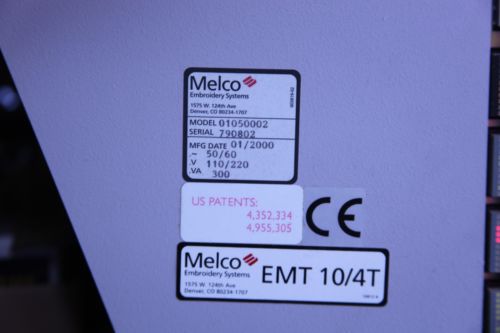 Melco
Embroidery Systems
1575 W. 124th Ave
Denver, CO 80234-1707
MODEL 01050002
SERIAL 790802
MFG DATE 01/2000
.~ 50/60
.V 110/220
.VA 300
US PATENTS:
4,352,334
4,955,305
CE
Melco
Embroidery Systems
EMT 10/4T
1575 W. 124th Ave
Denver, CO 80234-1707